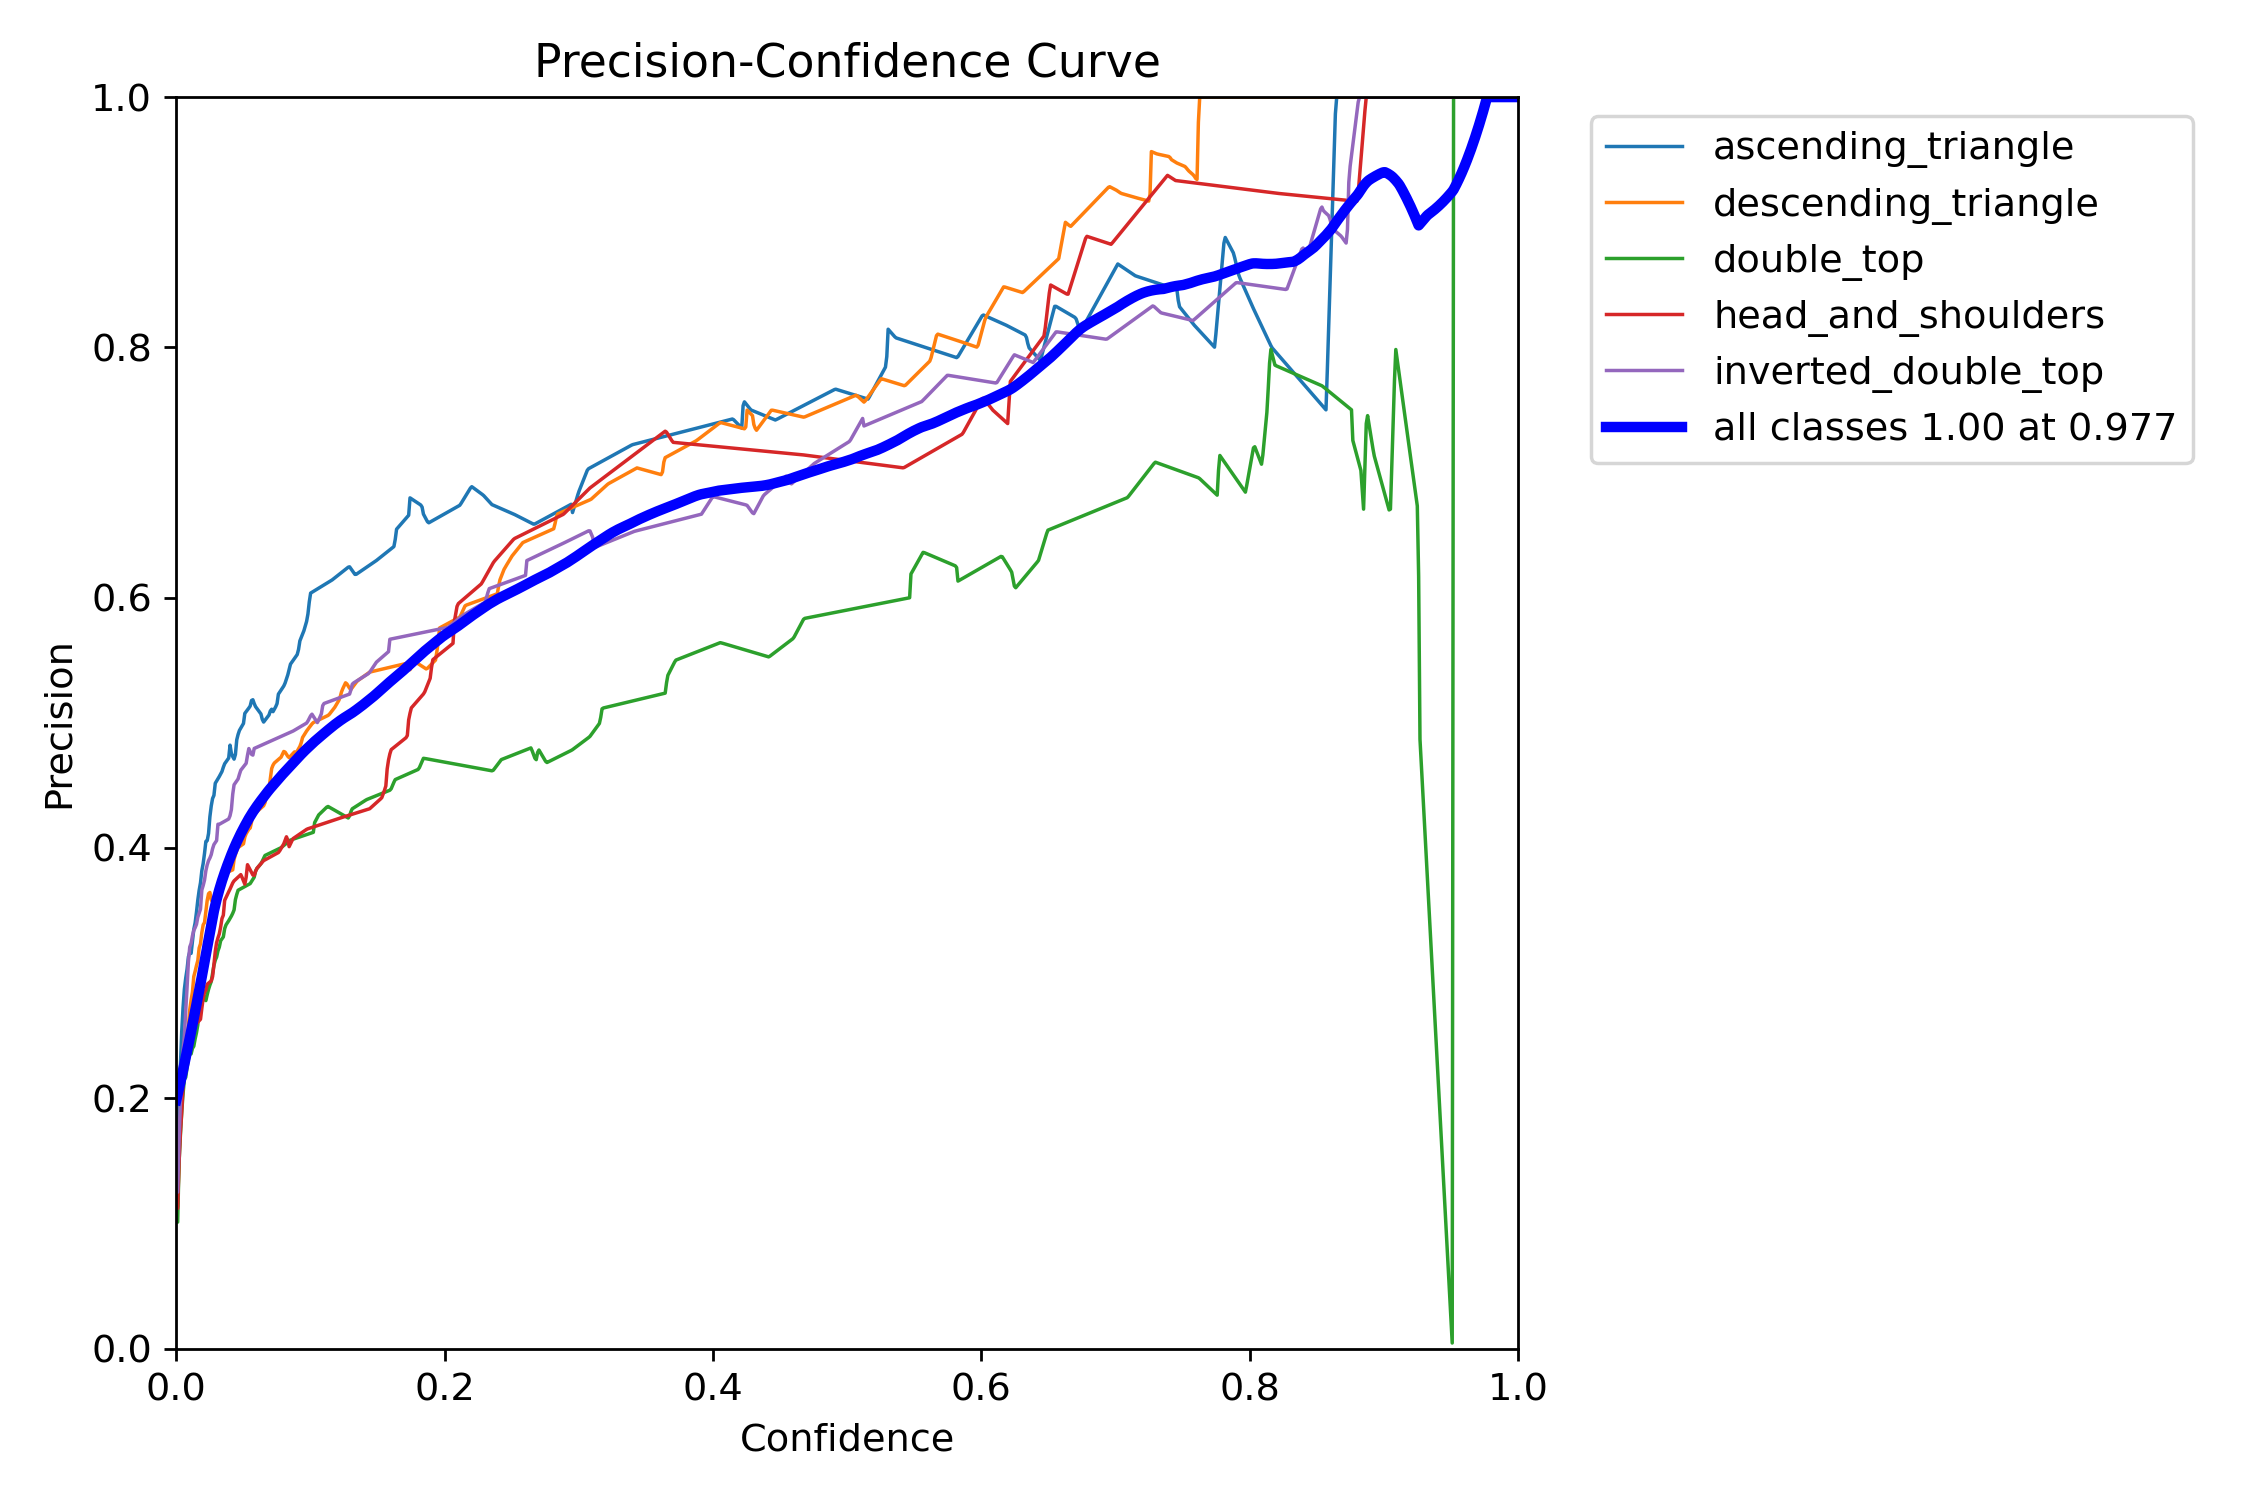 Precision-Confidence Curve
1.0
0.8
0.6
0.4
0.2
0.0
Precision
0.0 0.2 0.4 0.6 0.8 1.0
Confidence
ascending_triangle
descending_triangle
double_top
head_and_shoulders
inverted_double_top
all classes 1.00 at 0.977